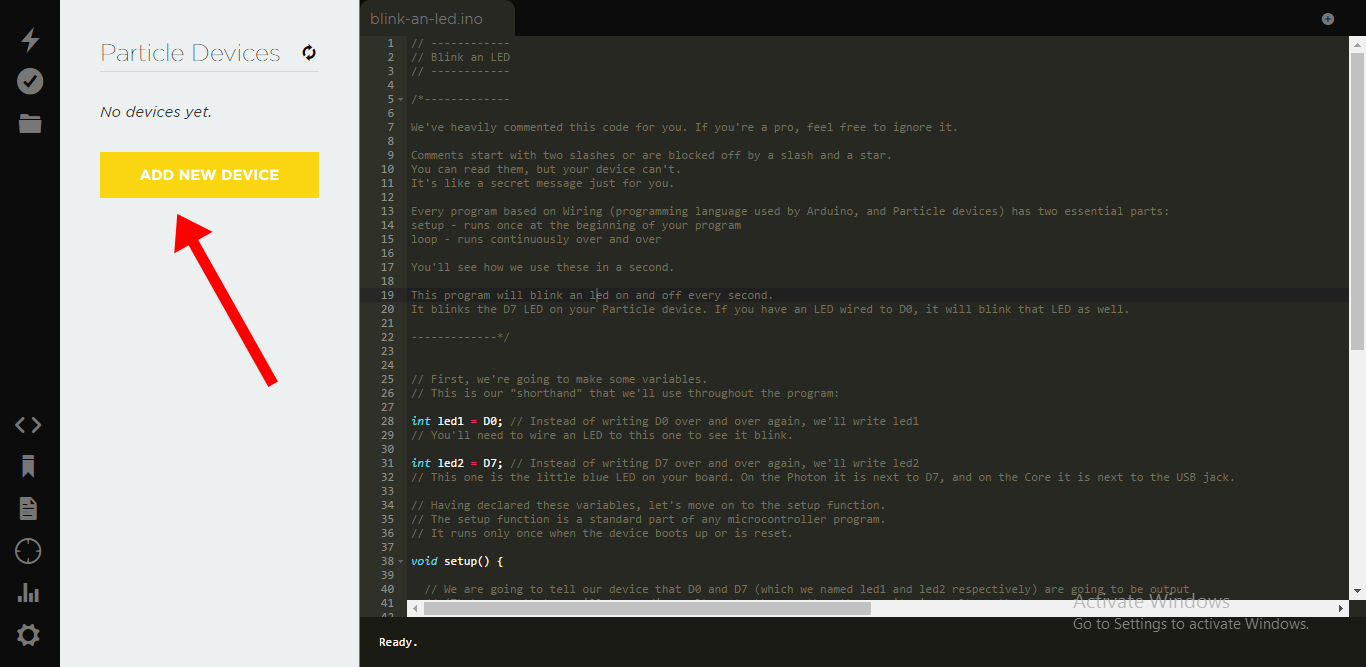 Particle Devices
No devices yet.
ADD NEW DEVICE
blink-an-led.ino
1 // ------------
2 // Blink an LED
3 // ------------
4
5 /*-------------
6
7 We've heavily commented this code for you. If you're a pro, feel free to ignore it.
8
9 Comments start with two slashes or are blocked off by a slash and a star.
10 You can read them, but your device can't.
11 It's like a secret message just for you.
12
13 Every program based on Wiring (programming language used by Arduino, and Particle devices) has two essential parts:
14 setup - runs once at the beginning of your program
15 loop - runs continuously over and over
16
17 You'll see how we use these in a second.
18
19 This program will blink an led on and off every second.
20 It blinks the D7 LED on your Particle device. If you have an LED wired to D0, it will blink that LED as well.
21
22 -------------*/
23
24
25 // First, we're going to make some variables.
26 // This is our "shorthand" that we'll use throughout the program:
27
28 int led1 = D0; // Instead of writing D0 over and over again, we'll write led1
29 // You'll need to wire an LED to this one to see it blink.
30
31 int led2 = D7; // Instead of writing D7 over and over again, we'll write led2
32 // This one is the little blue LED on your board. On the Photon it is next to D7, and on the Core it is next to the USB jack.
33
34 // Having declared these variables, let's move on to the setup function.
35 // The setup function is a standard part of any microcontroller program.
36 // It runs only once when the device boots up or is reset.
37
38 void setup() {
39
40 // We are going to tell our device that D0 and D7 (which we named led1 and led2 respectively) are going to be output
41
42
Activate Windows
Go to Settings to activate Windows.
Ready.